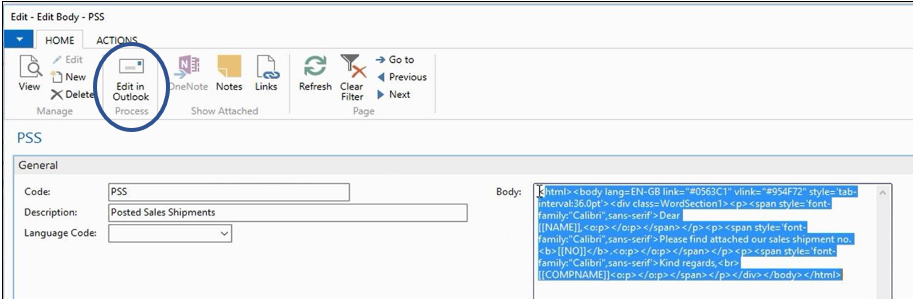 Edit - Edit Body - PSS
HOME ACTIONS
View
Edit
New
Delete
Manage
Edit in
Outlook
Process
OneNote
Notes
Links
Show Attached
Refresh
Clear
Filter
Go to
Previous
Next
Page
PSS
General
Code: PSS
Description: Posted Sales Shipments
Language Code:
Body:
<html><body lang=EN-GB link="#0563C1" vlink="#954F72" style='tab-
interval:36.0pt'><div class=WordSection1><p><span style='font-
family:"Calibri",sans-serif'>Dear
[[NAME]],<o:p></o:p></span></p><p><span style='font-
family:"Calibri",sans-serif'>Please find attached our sales shipment no.
<b>[[NO]]</b>.<o:p></o:p></span></p><p><span style='font-
family:"Calibri",sans-serif'>Kind regards,<br>
[[COMPNAME]]<o:p></o:p></span></p></div></body></html>